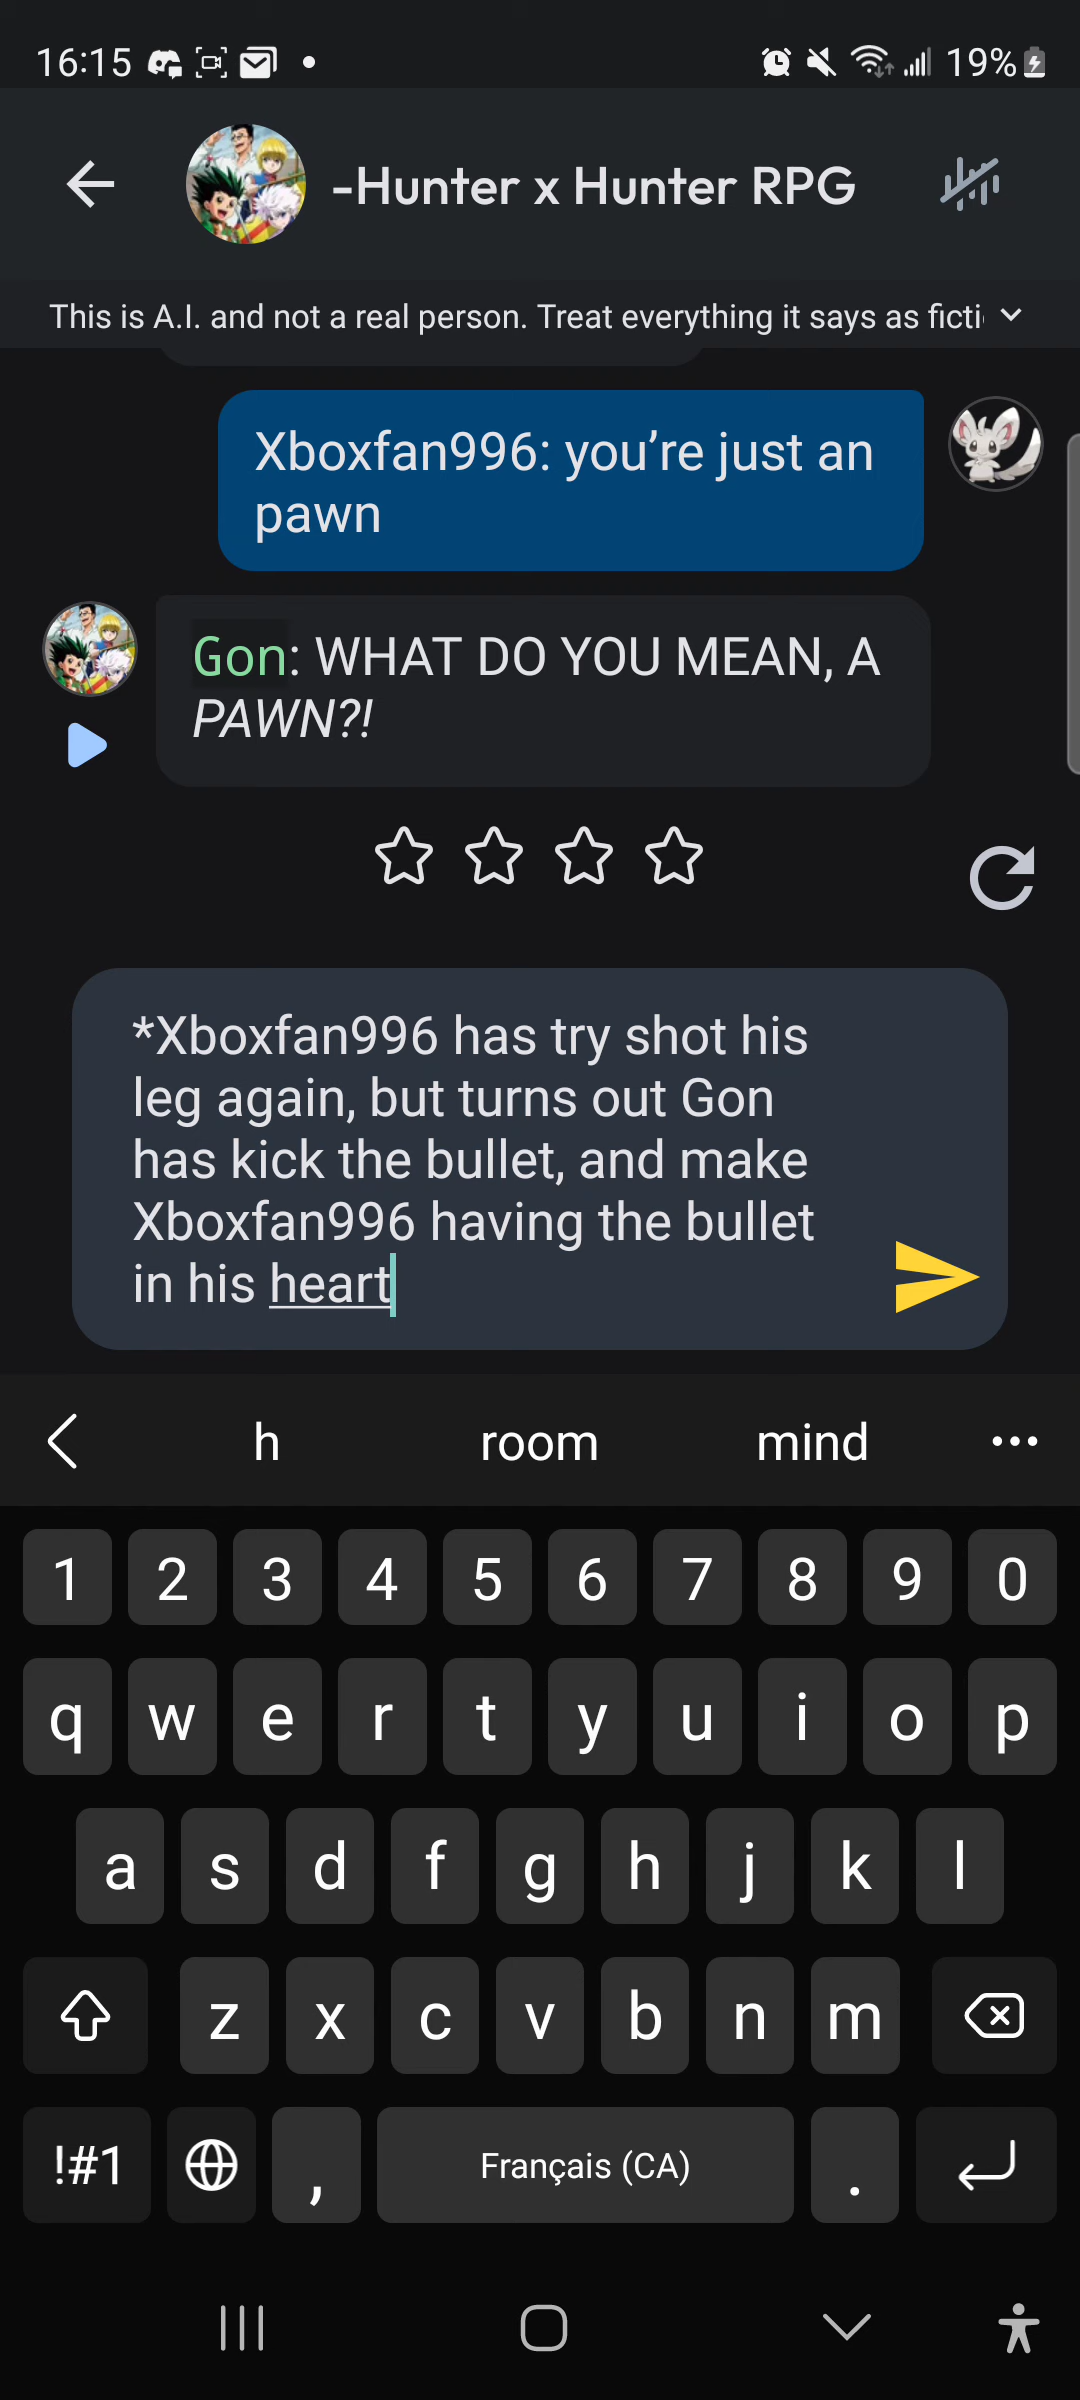 16:15
19%
-Hunter x Hunter RPG
This is A.I. and not a real person. Treat everything it says as ficti
Xboxfan996: you’re just an
pawn
Gon: WHAT DO YOU MEAN, A
PAWN?!
*Xboxfan996 has try shot his
leg again, but turns out Gon
has kick the bullet, and make
Xboxfan996 having the bullet
in his heart
h room mind
1 2 3 4 5 6 7 8 9 0
q w e r t y u i o p
a s d f g h j k l
z x c v b n m
!#1 , Français (CA) .